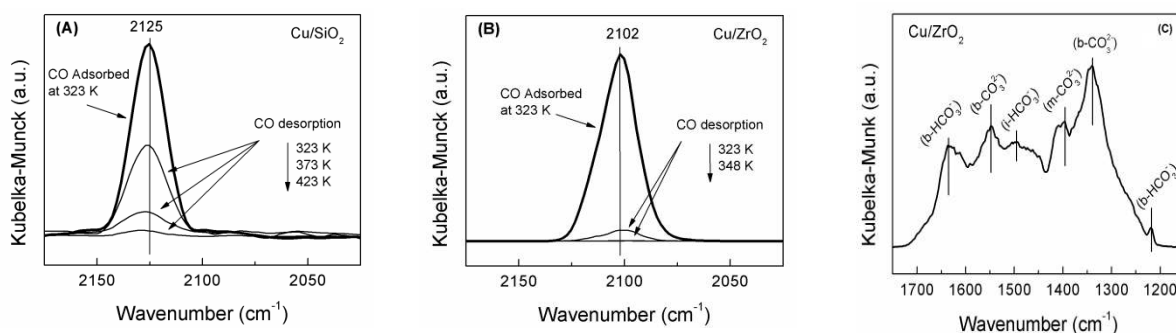 (A)
2125
Cu/SiO₂
CO Adsorbed
at 323 K
CO desorption
323 K
373 K
423 K
Kubelka-Munck (a.u.)
2150
2100
2050
Wavenumber (cm⁻¹)
(B)
2102
Cu/ZrO₂
CO Adsorbed
at 323 K
CO desorption
323 K
348 K
Kubelka-Munck (a.u.)
2150
2100
2050
Wavenumber (cm⁻¹)
Cu/ZrO₂
(C)
(b-HCO₃⁻)
(b-CO₃²⁻)
(i-HCO₃⁻)
(m-CO₃²⁻)
(b-CO₃²⁻)
(b-HCO₃⁻)
Kubelka-Munk (a.u.)
1700
1600
1500
1400
1300
1200
Wavenumber (cm⁻¹)